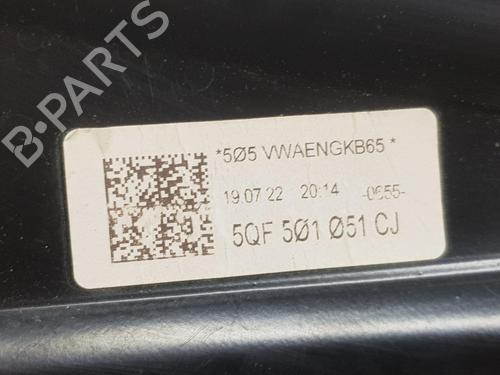 B-PARTS
*5Ø5 VWAENGKB65 *
19.07.22 20:14 -0655-
5QF 5Ø1 Ø51 CJ